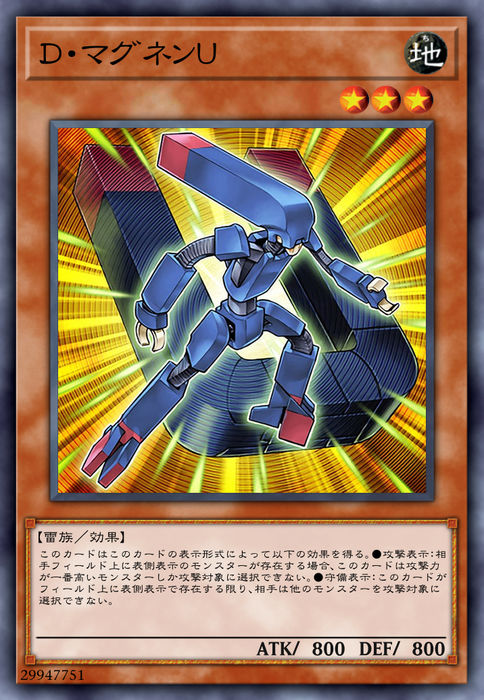 D・マグネンU
ち
地
【雷族／効果】
このカードはこのカードの表示形式によって以下の効果を得る。●攻撃表示：相
手フィールド上に表側表示のモンスターが存在する場合、このカードは攻撃力
が一番高いモンスターしか攻撃対象に選択できない。●守備表示：このカードが
フィールド上に表側表示で存在する限り、相手は他のモンスターを攻撃対象に
選択できない。
ATK/ 800 DEF/ 800
29947751